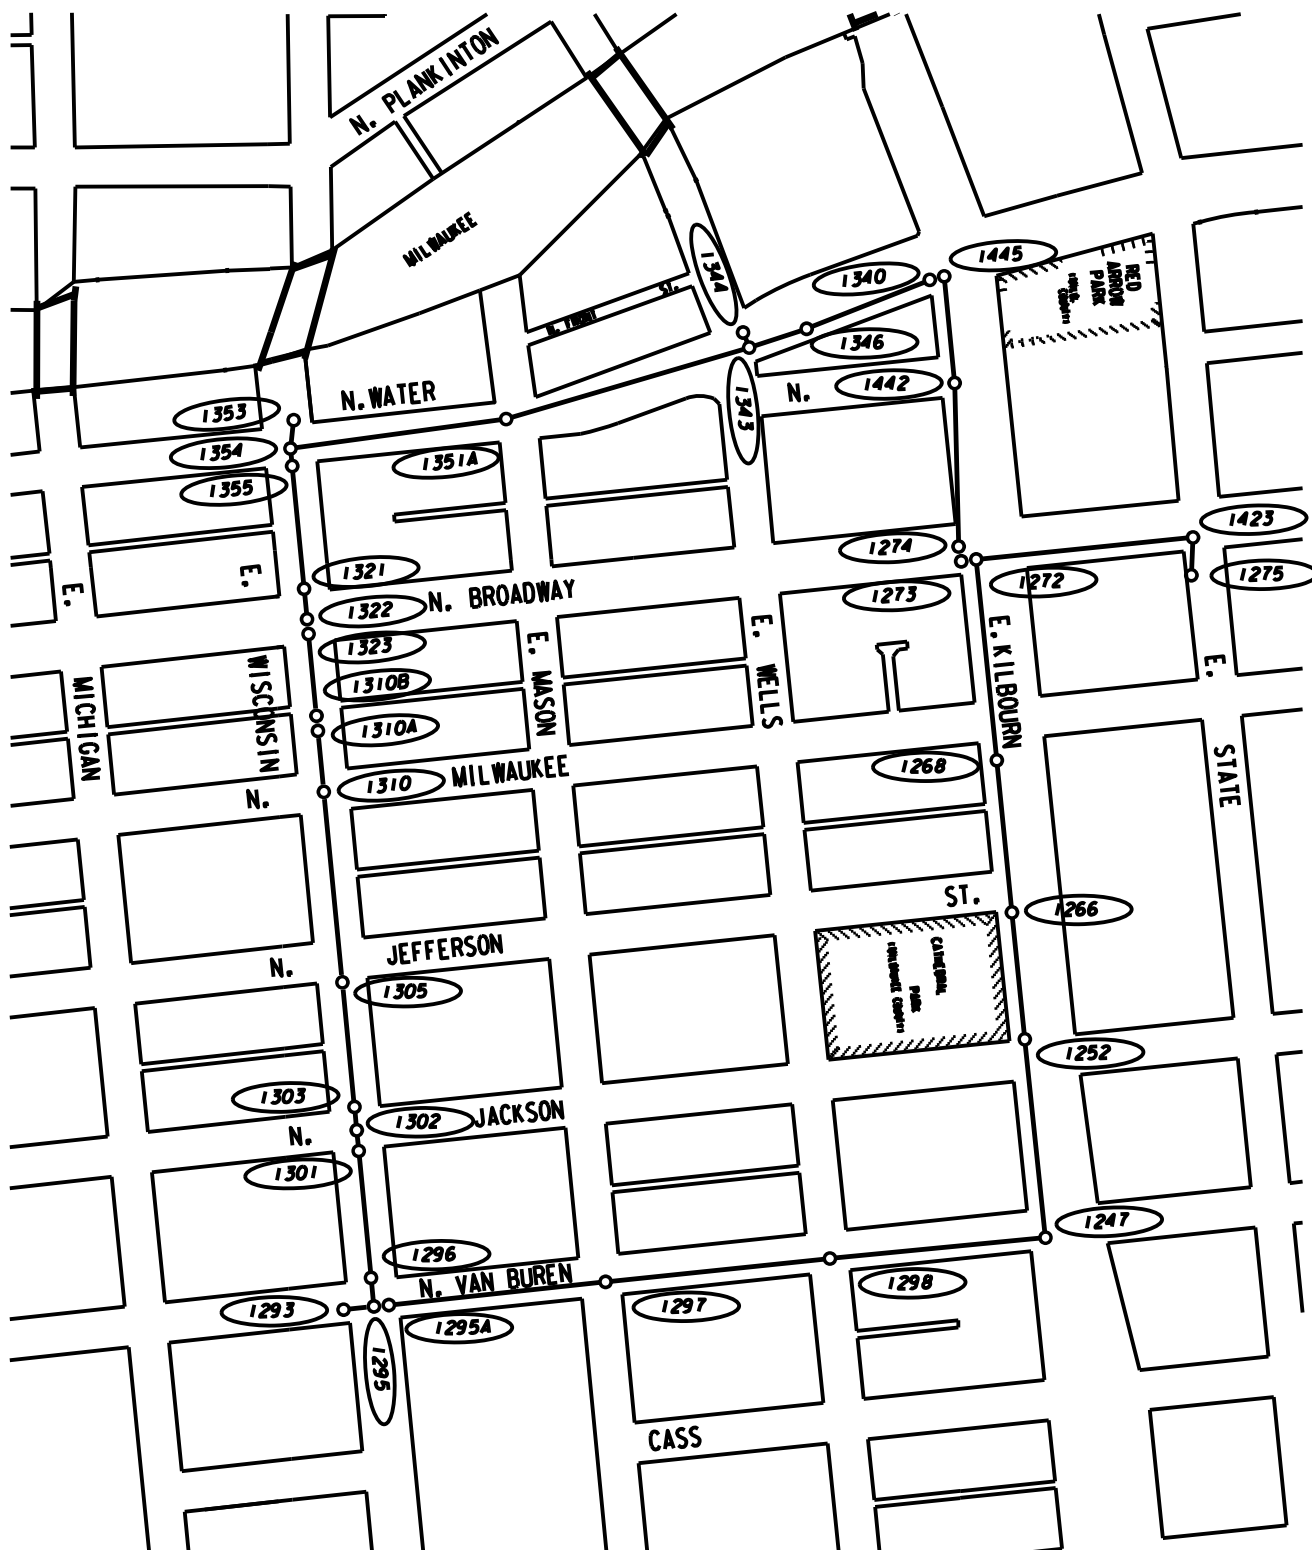 N. PLANKINTON
MILWAUKEE
1344
1340
1445
RED
ARROW
PARK
ST.
1346
1343
1442
N. WATER
N.
1353
1354
1355
1351A
1423
1274
1272
1275
1273
1321
1322
1323
N. BROADWAY
E.
E.
E. MASON
E. WELLS
E. KILBOURN
E.
STATE
MICHIGAN
WISCONSIN
1310B
1310A
1310
MILWAUKEE
1268
N.
ST.
1266
JEFFERSON
N.
1305
CATHEDRAL
PARK
1252
1303
1302
JACKSON
N.
1301
1247
1296
N. VAN BUREN
1293
1295A
1297
1298
1295
CASS